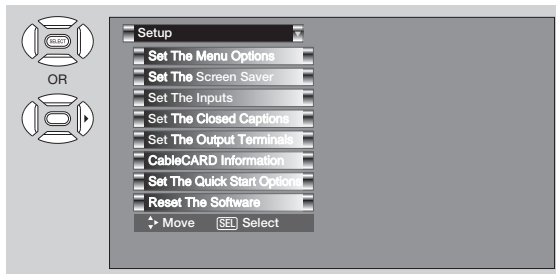 SELECT
OR
Setup
Set The Menu Options
Set The Screen Saver
Set The Inputs
Set The Closed Captions
Set The Output Terminals
CableCARD Information
Set The Quick Start Options
Reset The Software
Move SEL Select